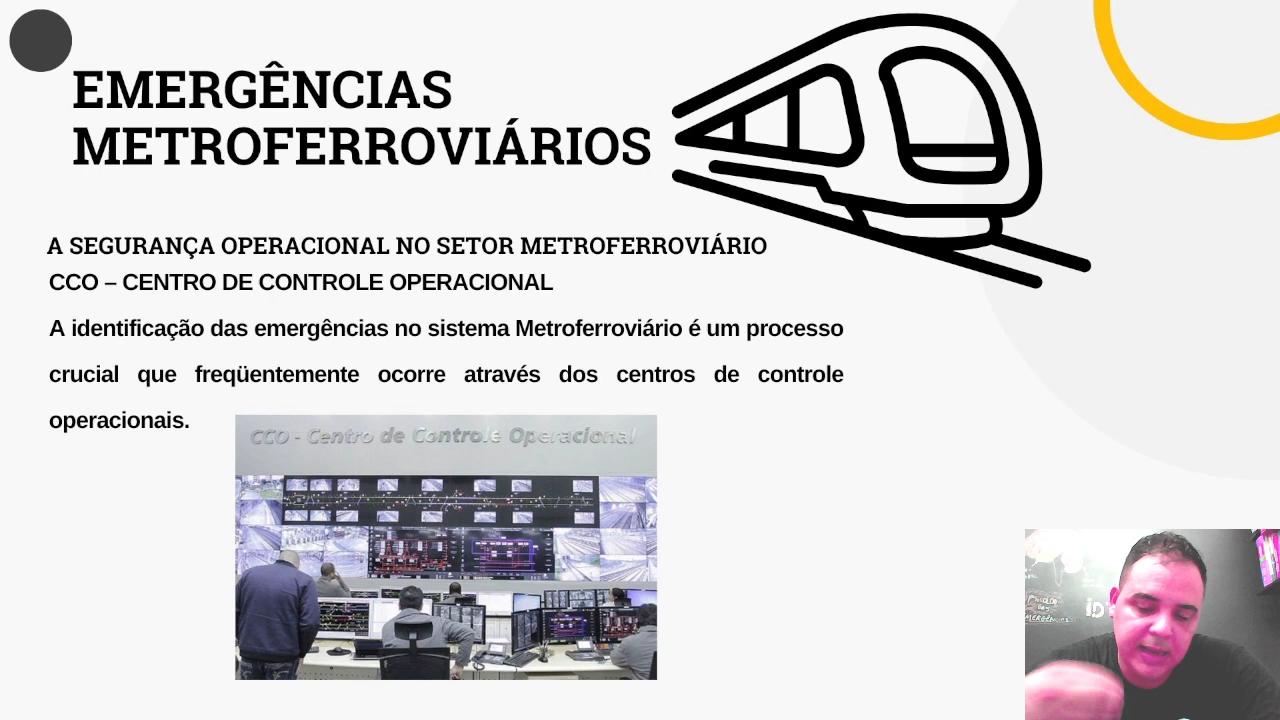 EMERGÊNCIAS
METROFERROVIÁRIOS
A SEGURANÇA OPERACIONAL NO SETOR METROFERROVIÁRIO
CCO – CENTRO DE CONTROLE OPERACIONAL
A identificação das emergências no sistema Metroferroviário é um processo
crucial que freqüentemente ocorre através dos centros de controle
operacionais.
CCO - Centro de Controle Operacional